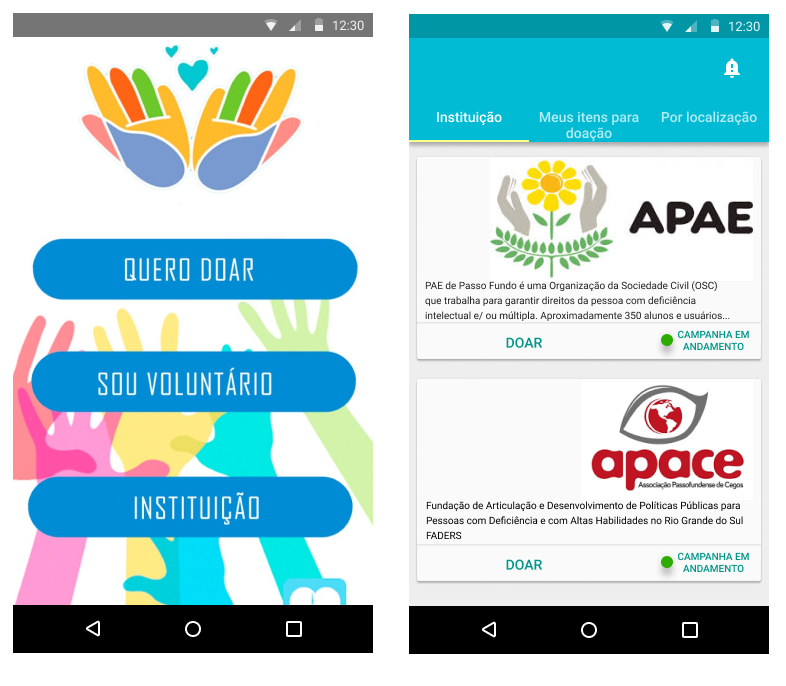 12:30
QUERO DOAR
SOU VOLUNTÁRIO
INSTITUIÇÃO
12:30
Instituição
Meus itens para
doação
Por localização
APAE
PAE de Passo Fundo é uma Organização da Sociedade Civil (OSC)
que trabalha para garantir direitos da pessoa com deficiência
intelectual e/ ou múltipla. Aproximadamente 350 alunos e usuários...
DOAR
CAMPANHA EM
ANDAMENTO
apace
Associação Passofundense de Cegos
Fundação de Articulação e Desenvolvimento de Políticas Públicas para
Pessoas com Deficiência e com Altas Habilidades no Rio Grande do Sul
FADERS
DOAR
CAMPANHA EM
ANDAMENTO